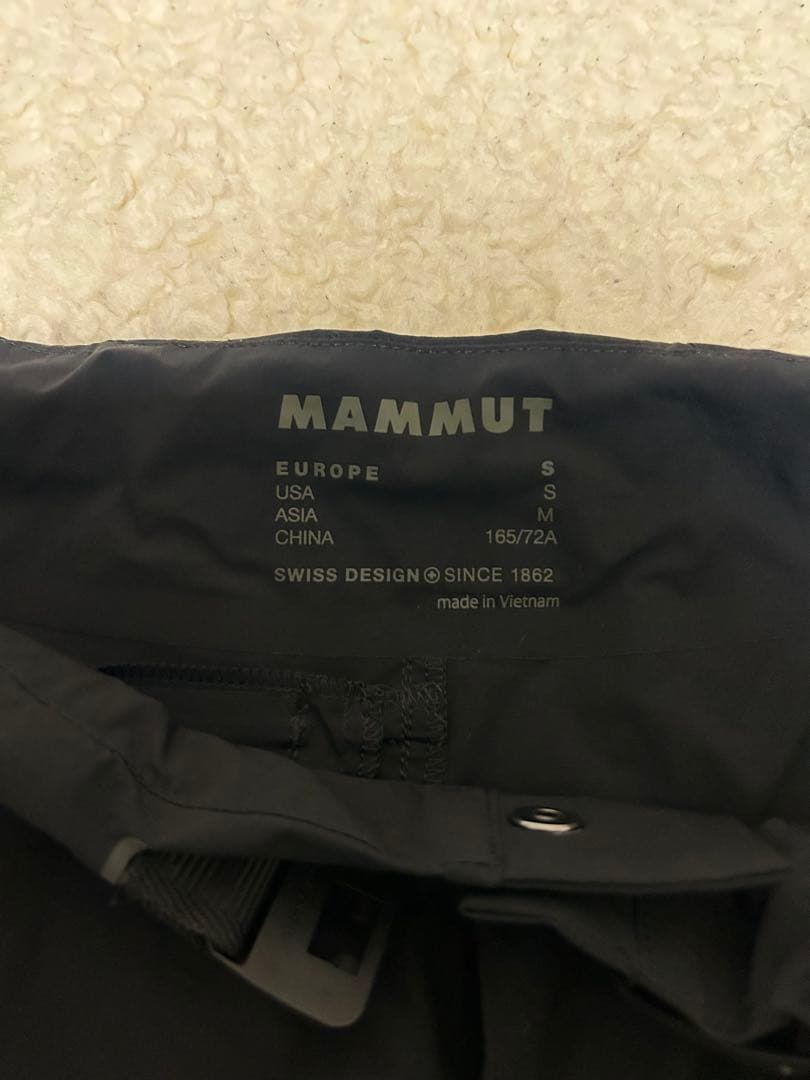 MAMMUT
EUROPE S
USA S
ASIA M
CHINA 165/72A
SWISS DESIGN SINCE 1862
made in Vietnam